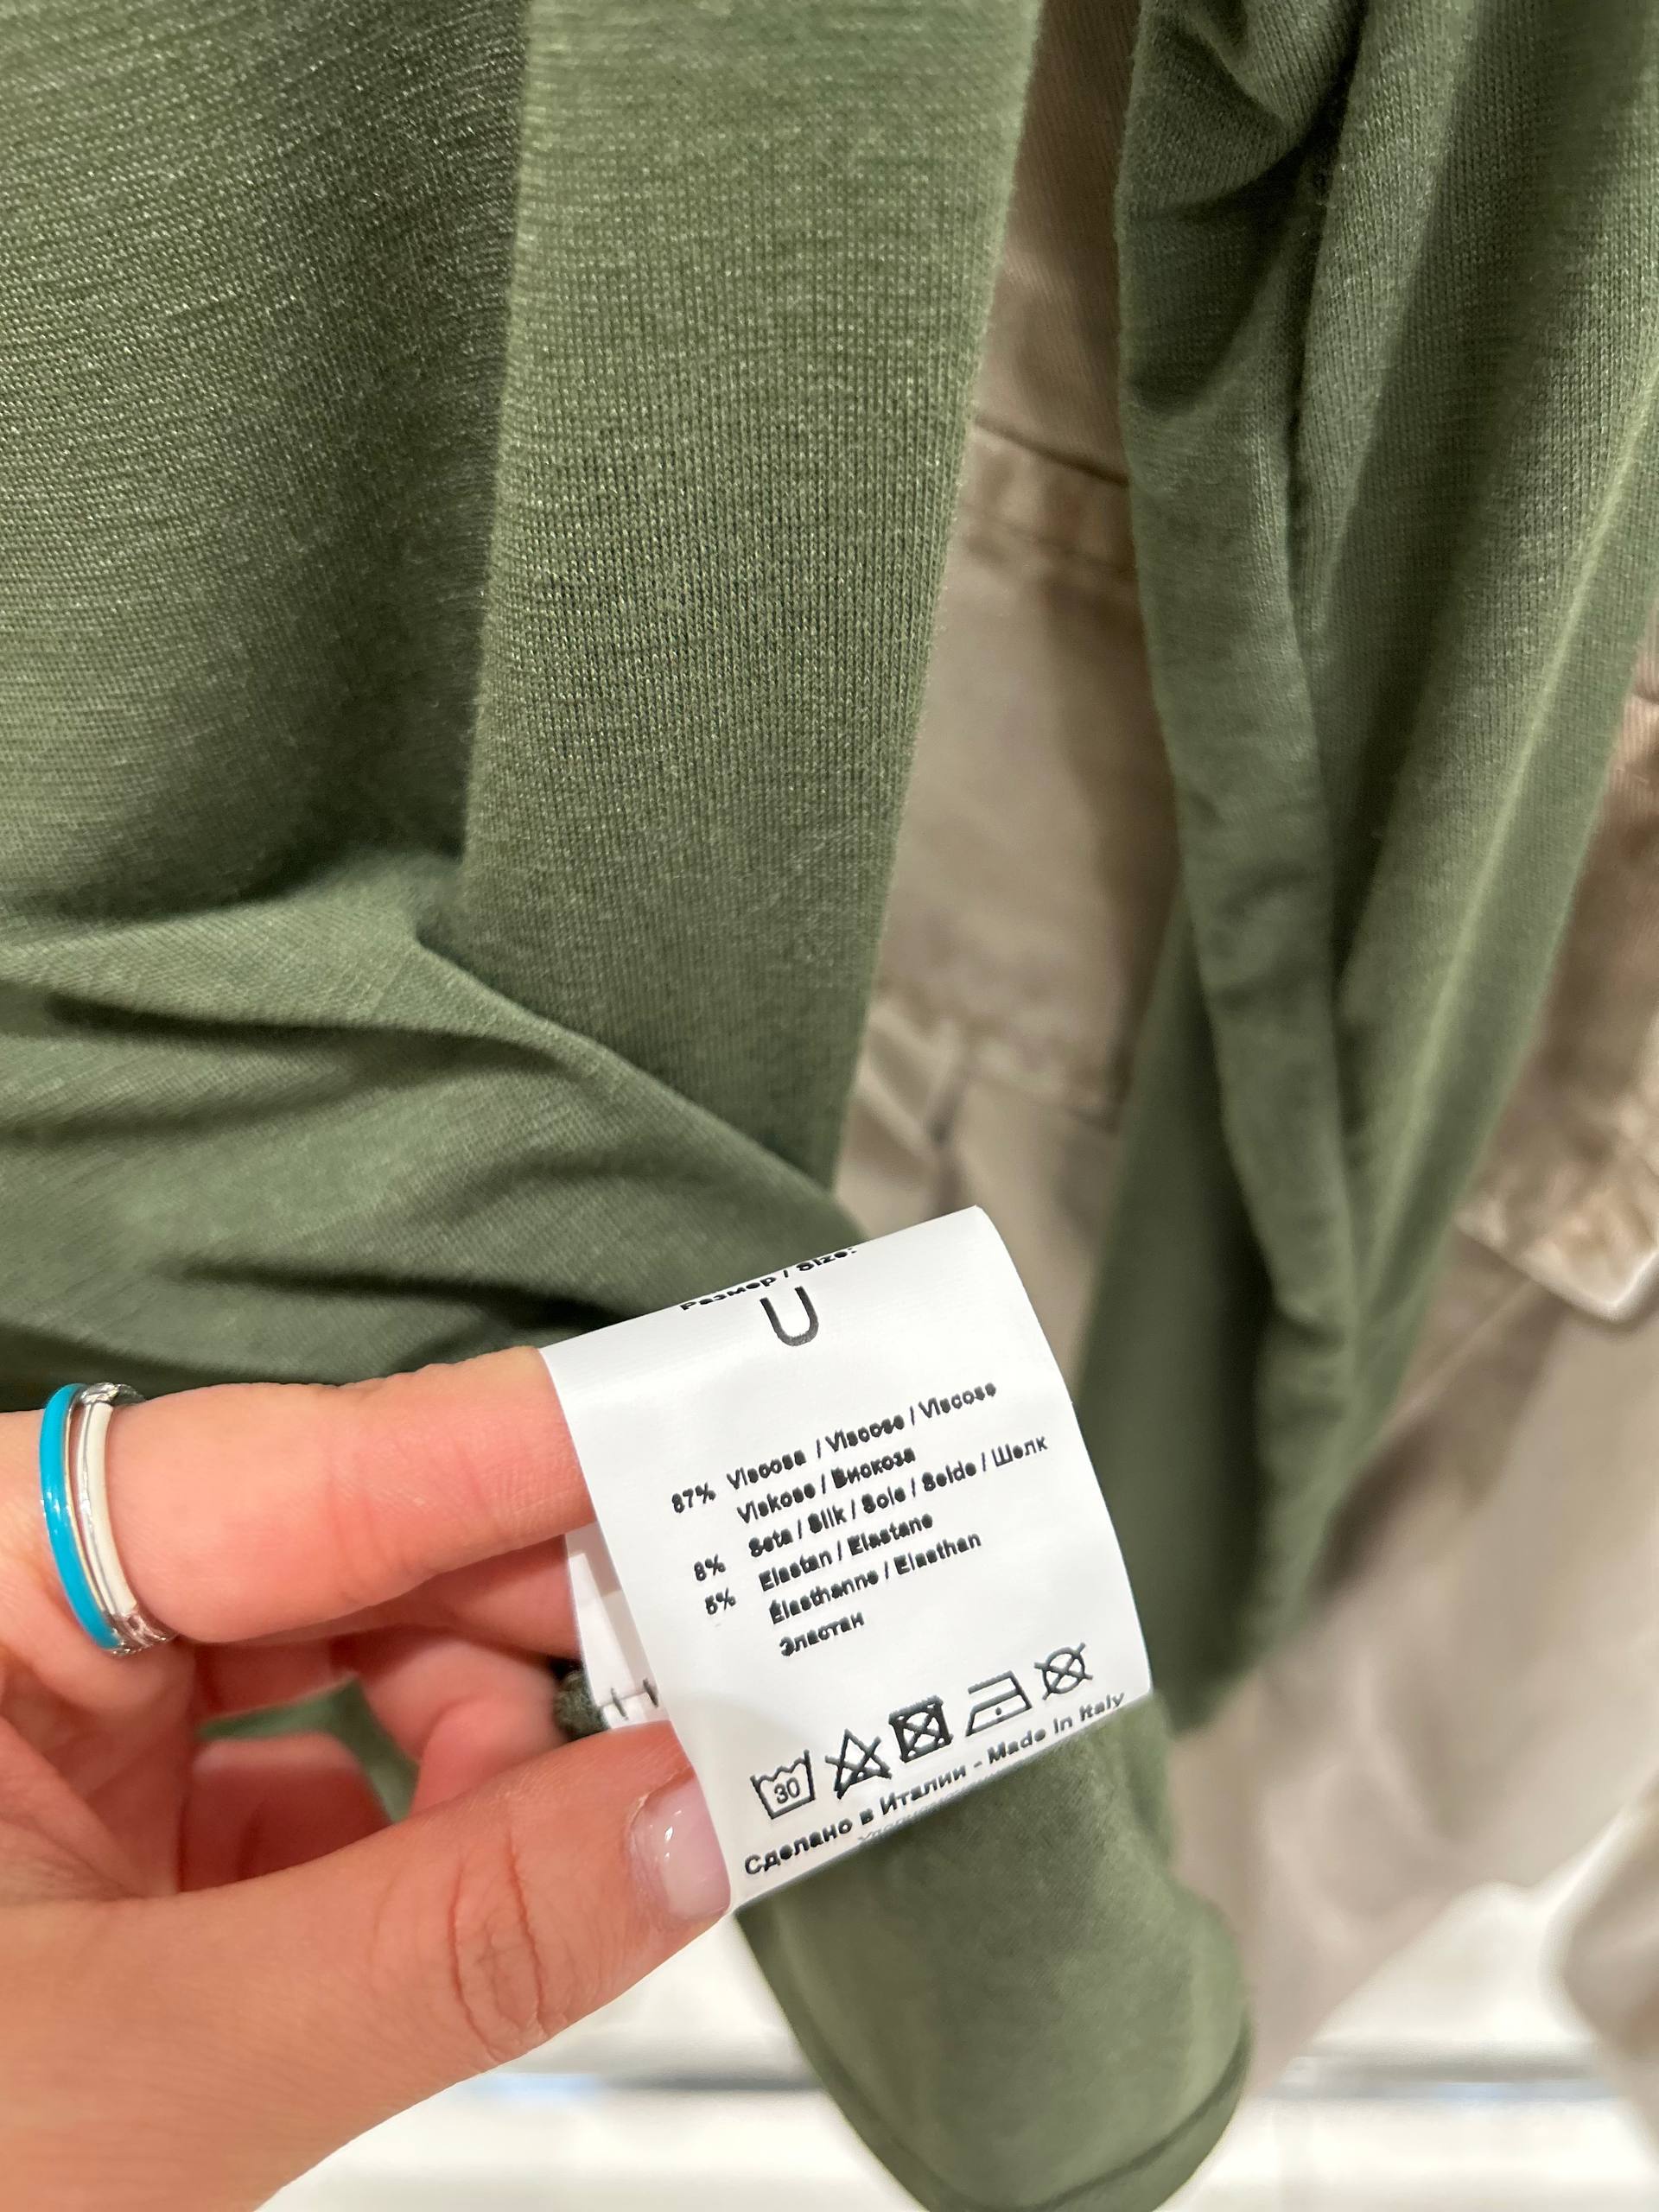 Размер / Size:
U
87% Viscosa / Viscose / Viscose
Viskose / Вискоза
8% Seta / Silk / Soie / Seide / Шелк
5% Elastan / Elastane
Élasthanne / Elasthan
Эластан
30
Сделано в Италии - Made in Italy